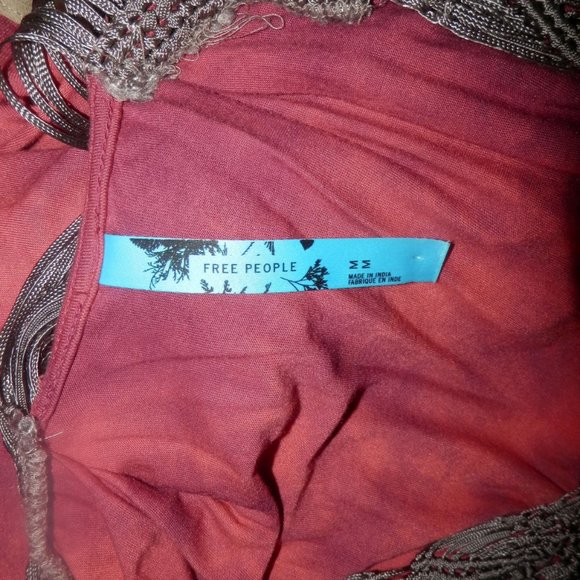 FREE PEOPLE
M M
MADE IN INDIA
FABRIQUE EN INDE